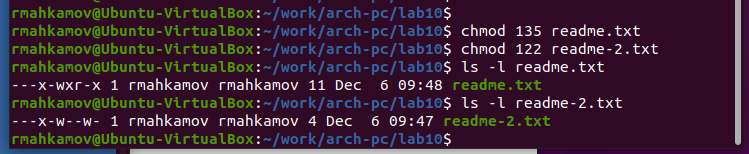 rmahkamov@Ubuntu-VirtualBox:~/work/arch-pc/lab10$
rmahkamov@Ubuntu-VirtualBox:~/work/arch-pc/lab10$ chmod 135 readme.txt
rmahkamov@Ubuntu-VirtualBox:~/work/arch-pc/lab10$ chmod 122 readme-2.txt
rmahkamov@Ubuntu-VirtualBox:~/work/arch-pc/lab10$ ls -l readme.txt
---x-wxr-x 1 rmahkamov rmahkamov 11 Dec  6 09:48 readme.txt
rmahkamov@Ubuntu-VirtualBox:~/work/arch-pc/lab10$ ls -l readme-2.txt
---x-w--w- 1 rmahkamov rmahkamov 4 Dec  6 09:47 readme-2.txt
rmahkamov@Ubuntu-VirtualBox:~/work/arch-pc/lab10$